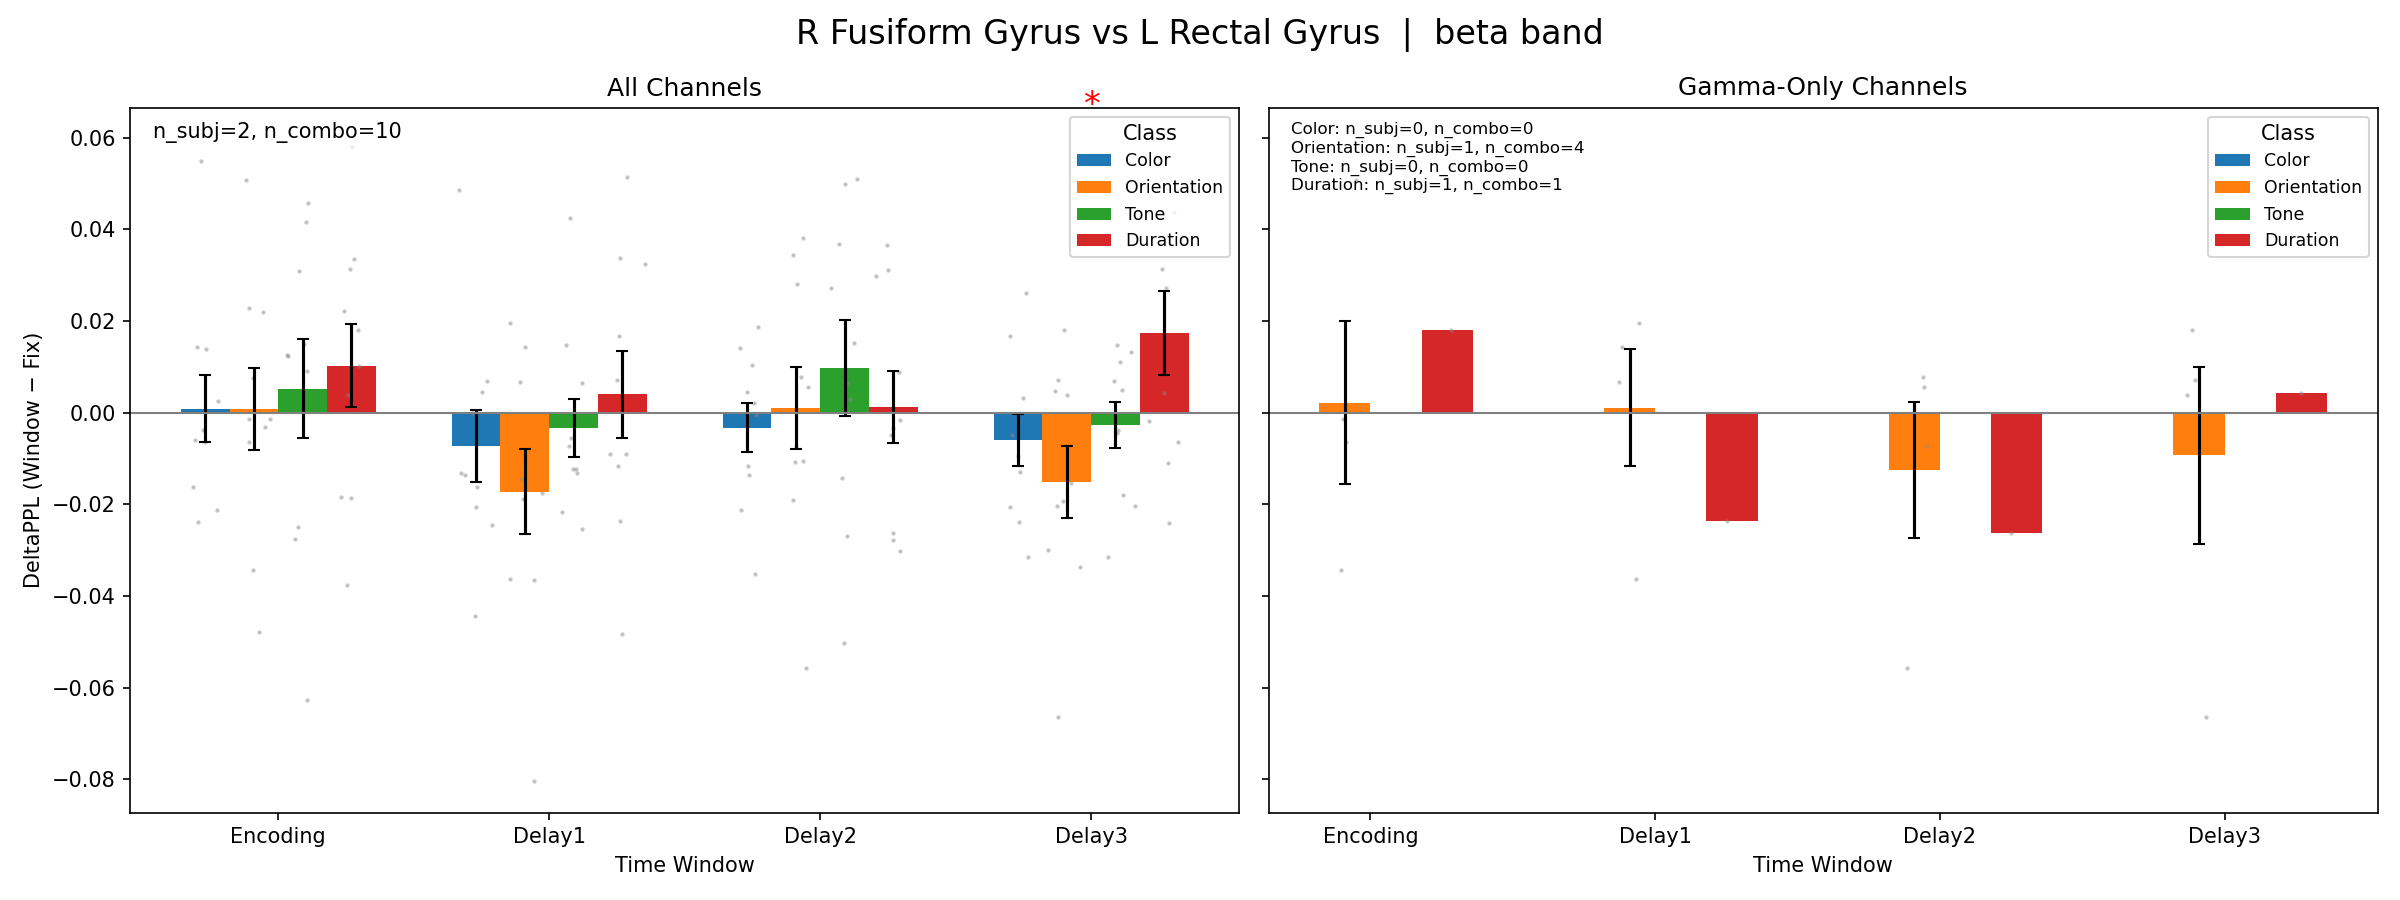 R Fusiform Gyrus vs L Rectal Gyrus | beta band
All Channels
*
n_subj=2, n_combo=10
Class
Color
Orientation
Tone
Duration
0.06
0.04
0.02
0.00
−0.02
−0.04
−0.06
−0.08
DeltaPPL (Window − Fix)
Encoding
Delay1
Delay2
Delay3
Time Window
Gamma-Only Channels
Color: n_subj=0, n_combo=0
Orientation: n_subj=1, n_combo=4
Tone: n_subj=0, n_combo=0
Duration: n_subj=1, n_combo=1
Class
Color
Orientation
Tone
Duration
Encoding
Delay1
Delay2
Delay3
Time Window